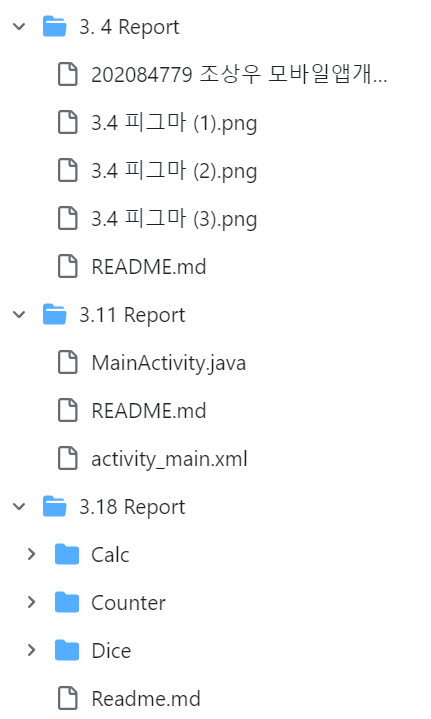 3. 4 Report
202084779 조상우 모바일앱개...
3.4 피그마 (1).png
3.4 피그마 (2).png
3.4 피그마 (3).png
README.md
3.11 Report
MainActivity.java
README.md
activity_main.xml
3.18 Report
Calc
Counter
Dice
Readme.md